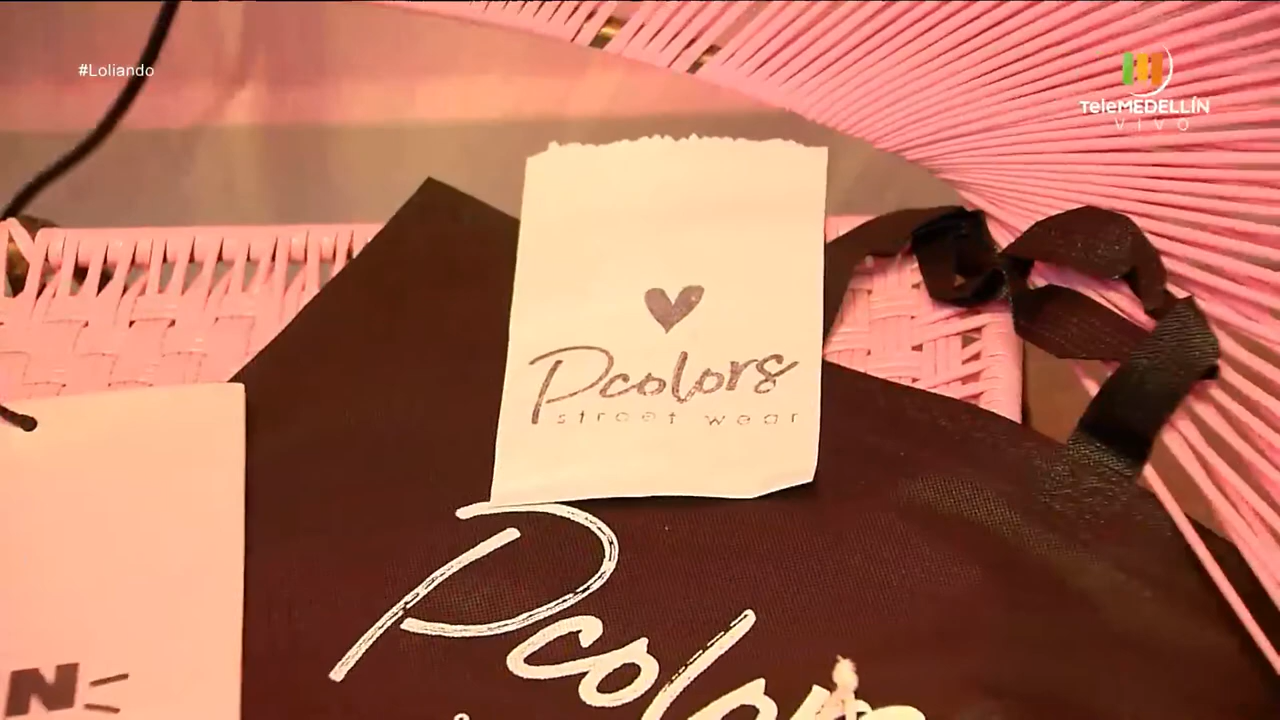 #Loliando
TeleMEDELLÍN
VIVO
Pcolors
street wear
Pcolors
N